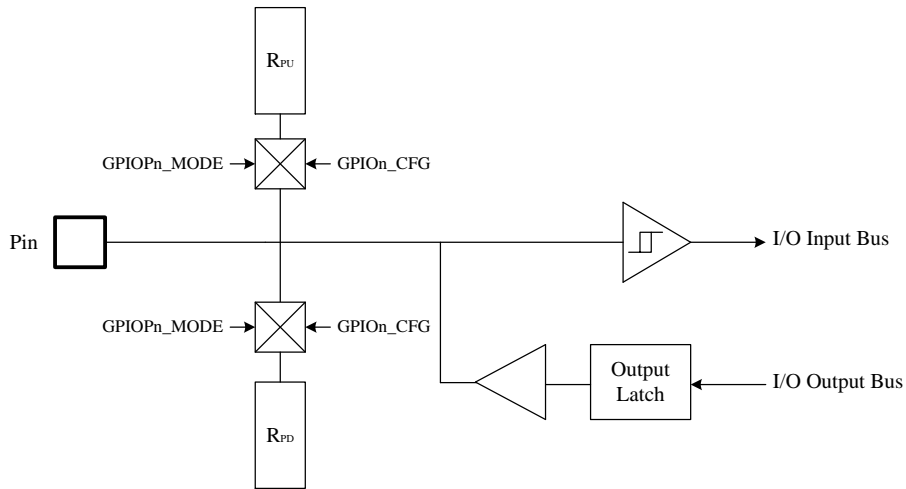 RPU
GPIOPn_MODE
GPIOn_CFG
Pin
I/O Input Bus
GPIOPn_MODE
GPIOn_CFG
Output
Latch
I/O Output Bus
RPD